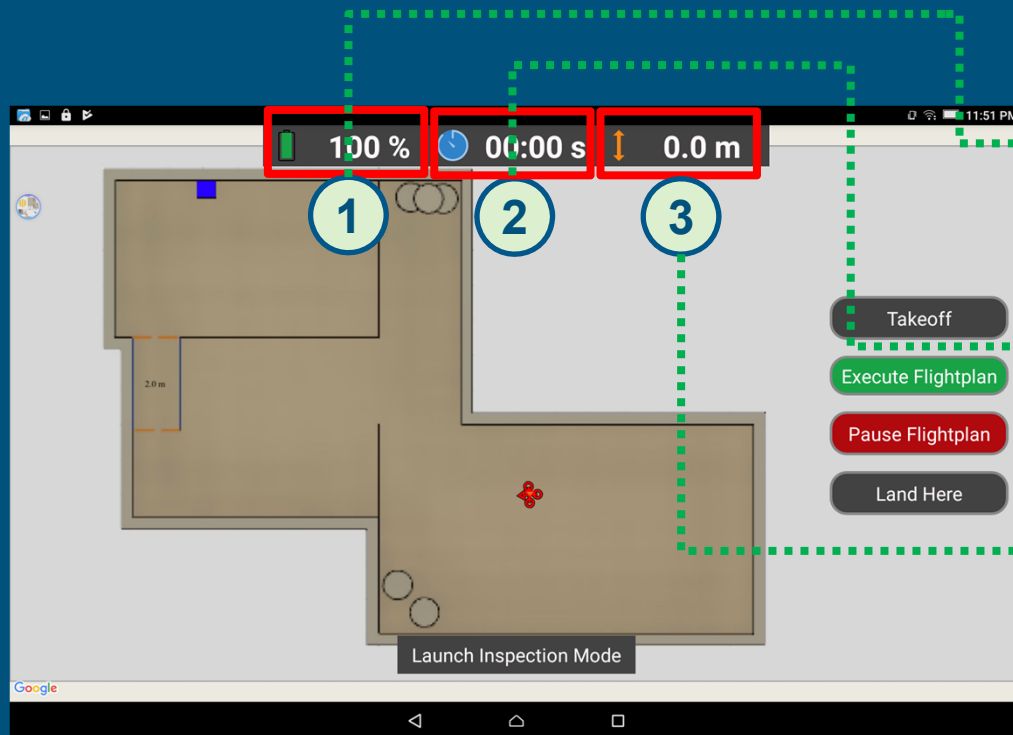 11:51 PM
100 %
00:00 s
0.0 m
1
2
3
2.0 m
Takeoff
Execute Flightplan
Pause Flightplan
Land Here
Launch Inspection Mode
Google